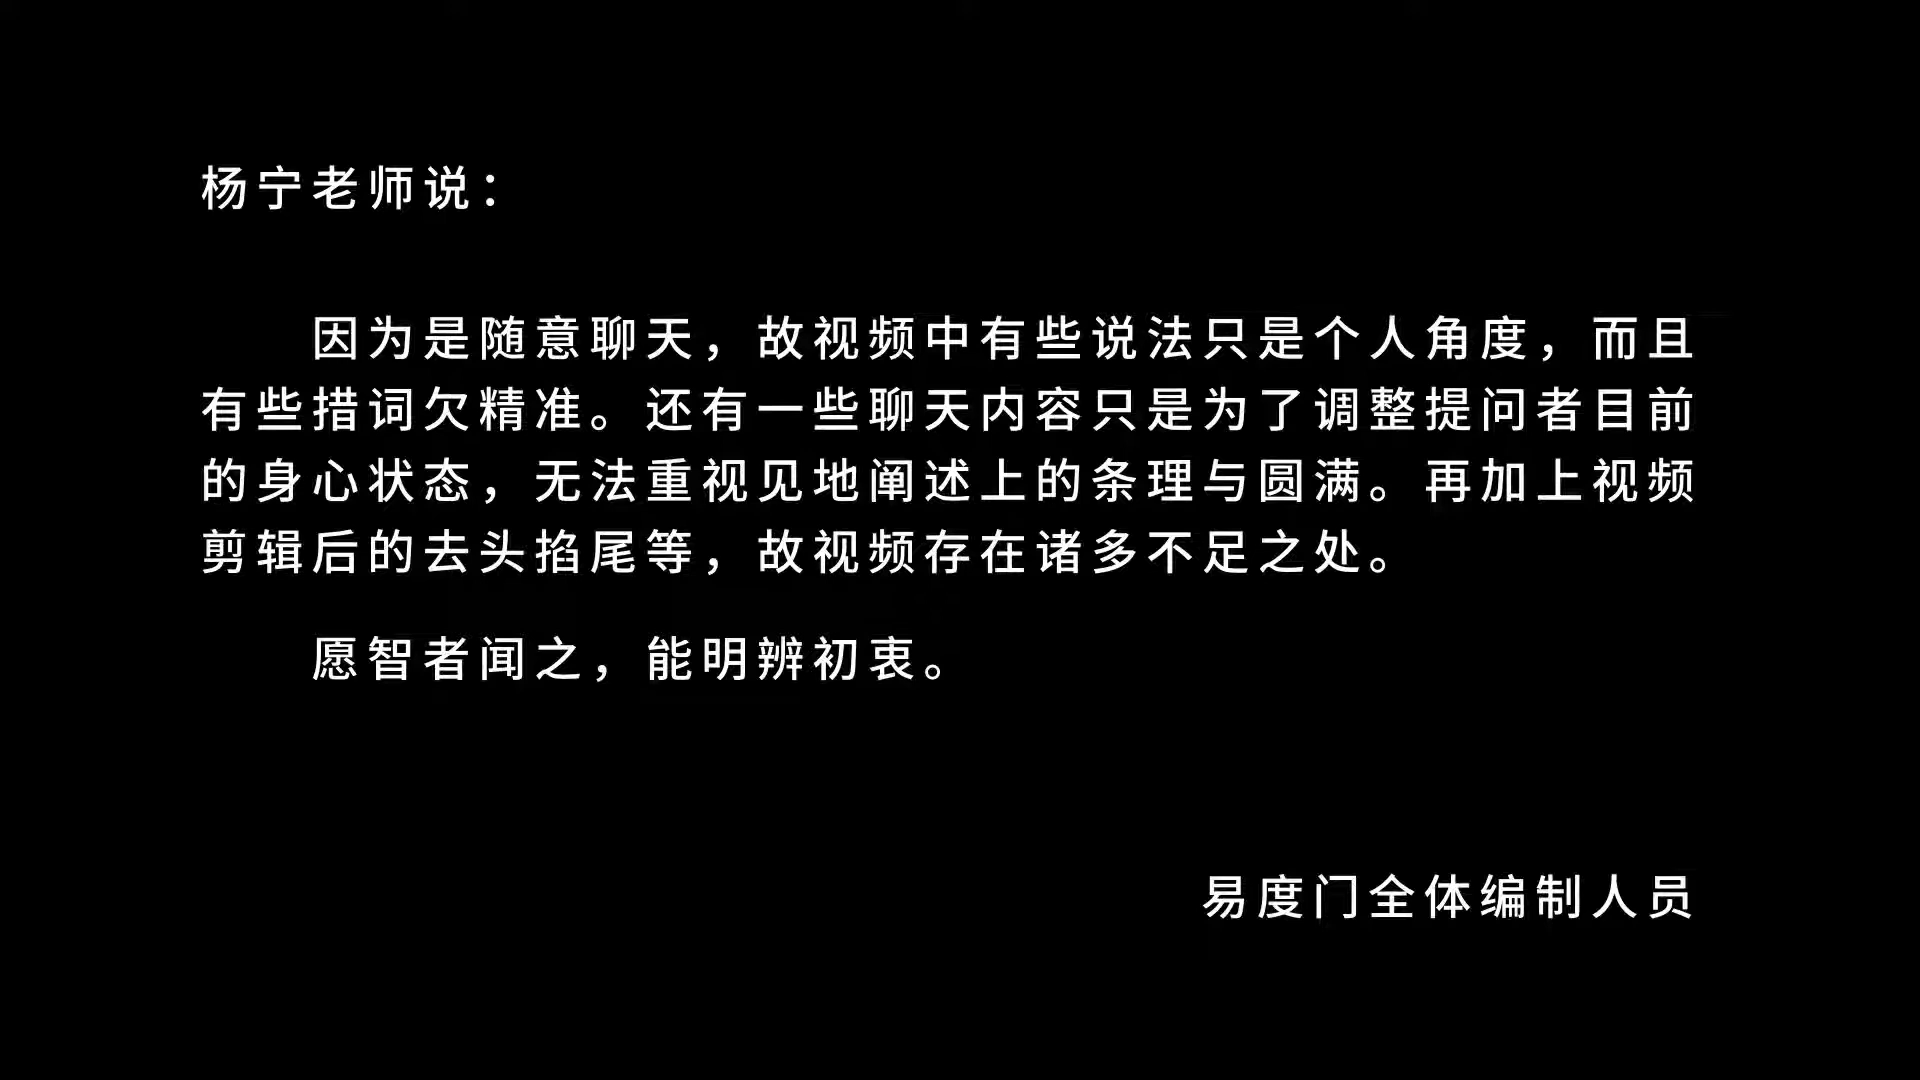 杨宁老师说：
因为是随意聊天，故视频中有些说法只是个人角度，而且
有些措词欠精准。还有一些聊天内容只是为了调整提问者目前
的身心状态，无法重视见地阐述上的条理与圆满。再加上视频
剪辑后的去头掐尾等，故视频存在诸多不足之处。
愿智者闻之，能明辨初衷。
易度门全体编制人员